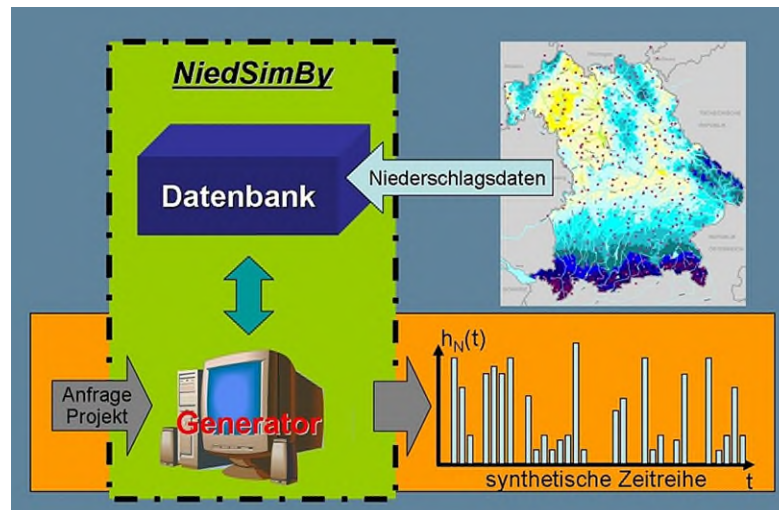 NiedSimBy
Datenbank
Niederschlagsdaten
Anfrage
Projekt
Generator
h_N(t)
synthetische Zeitreihe
t